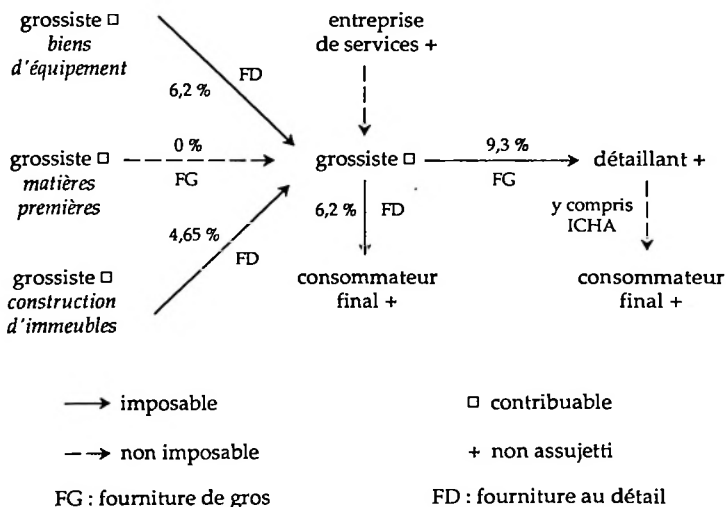 grossiste □
biens
d'équipement
6,2 %
FD
entreprise
de services +
grossiste □
matières
premières
0 %
FG
grossiste □
9,3 %
FG
détaillant +
4,65 %
FD
6,2 %
FD
y compris
ICHA
grossiste □
construction
d'immeubles
consommateur
final +
consommateur
final +
imposable
□ contribuable
non imposable
+ non assujetti
FG : fourniture de gros
FD : fourniture au détail